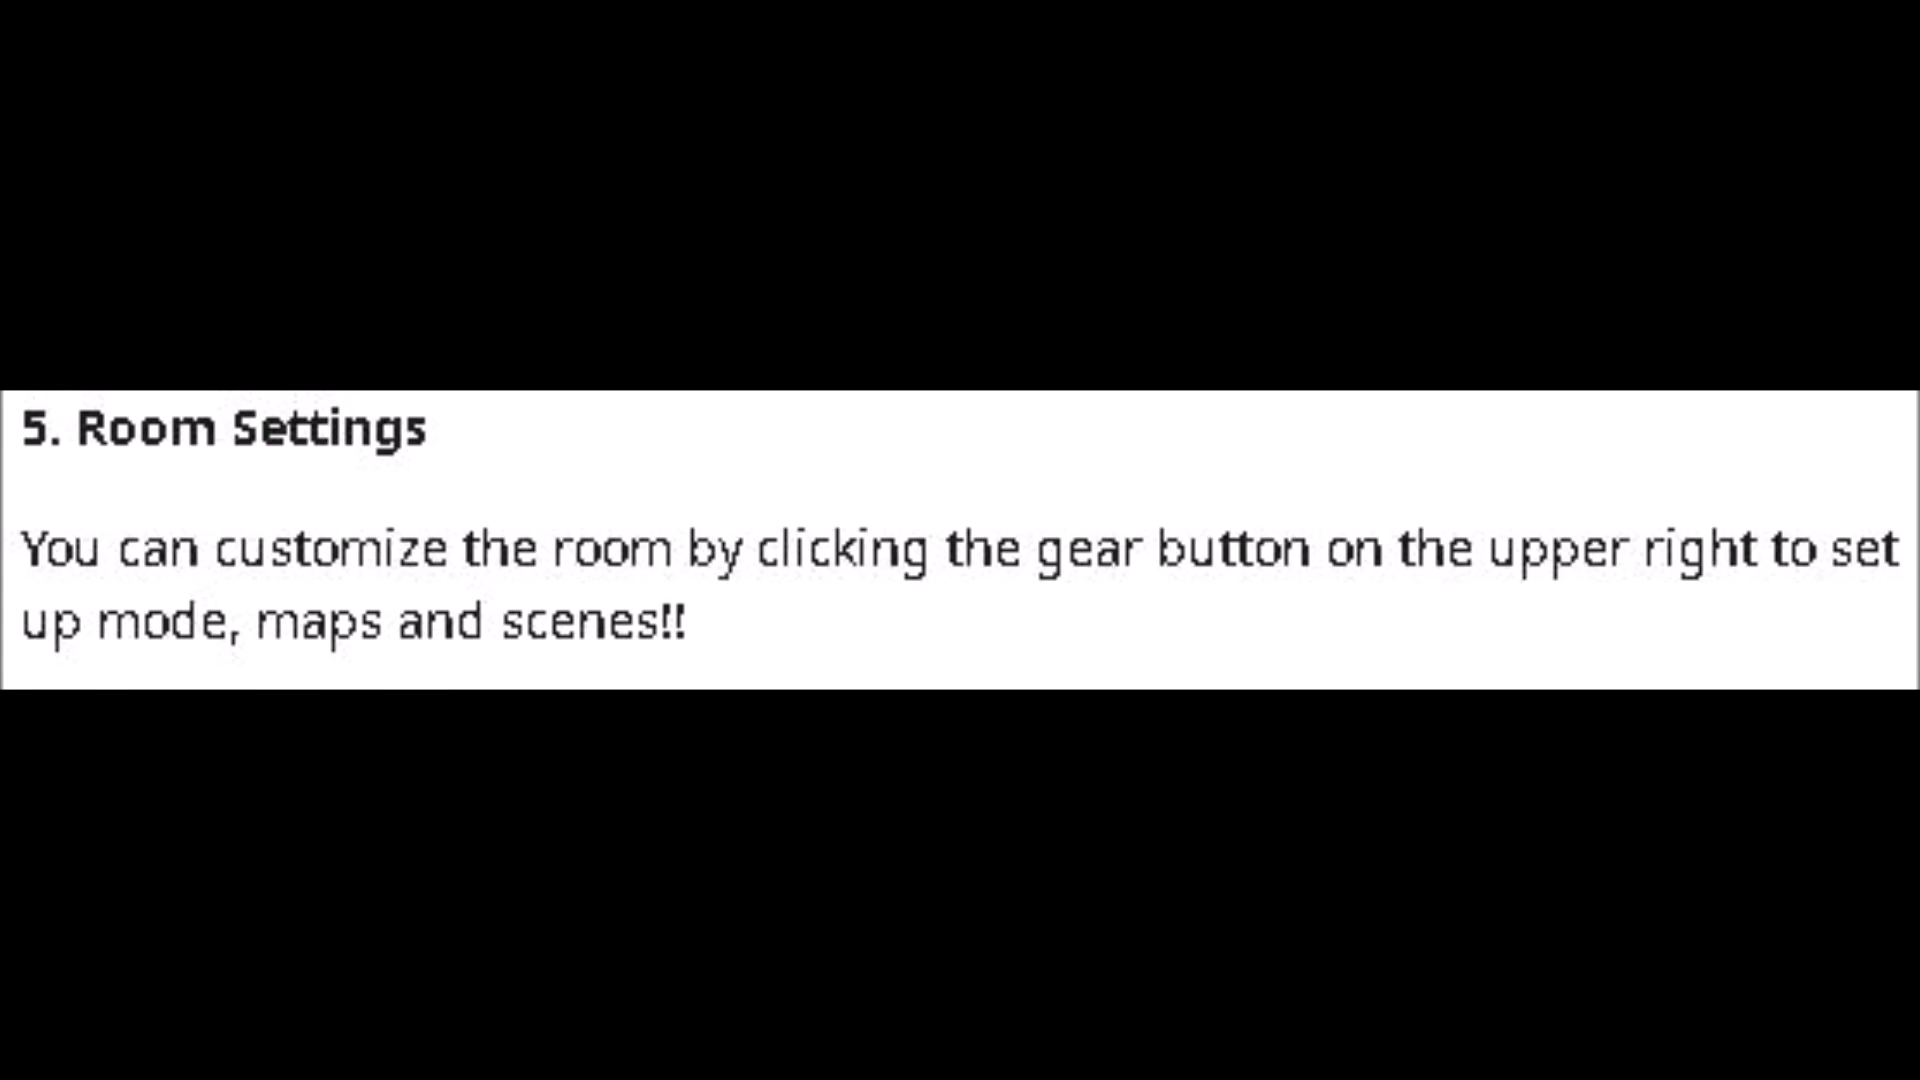 5. Room Settings
You can customize the room by clicking the gear button on the upper right to set
up mode, maps and scenes!!